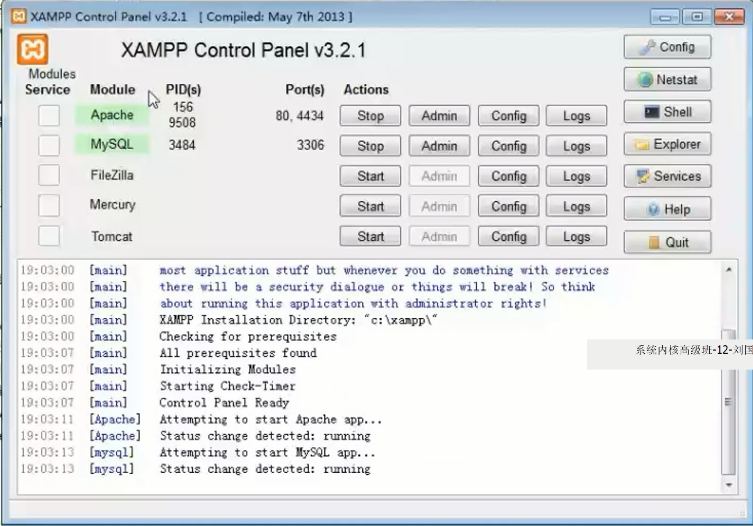 XAMPP Control Panel v3.2.1 [ Compiled: May 7th 2013 ]
XAMPP Control Panel v3.2.1
Config
Modules
Service Module PID(s) Port(s) Actions
Netstat
Apache 156 80, 4434 Stop Admin Config Logs
9508
Shell
MySQL 3484 3306 Stop Admin Config Logs
Explorer
FileZilla Start Admin Config Logs
Services
Mercury Start Admin Config Logs
Help
Tomcat Start Admin Config Logs
Quit
19:03:00 [main] most application stuff but whenever you do something with services
19:03:00 [main] there will be a security dialogue or things will break! So think
19:03:00 [main] about running this application with administrator rights!
19:03:00 [main] XAMPP Installation Directory: "c:\xampp\"
19:03:00 [main] Checking for prerequisites
19:03:07 [main] All prerequisites found
19:03:07 [main] Initializing Modules
19:03:07 [main] Starting Check-Timer
19:03:07 [main] Control Panel Ready
19:03:11 [Apache] Attempting to start Apache app...
19:03:11 [Apache] Status change detected: running
19:03:13 [mysql] Attempting to start MySQL app...
19:03:13 [mysql] Status change detected: running
系统内核高级班-12-刘国